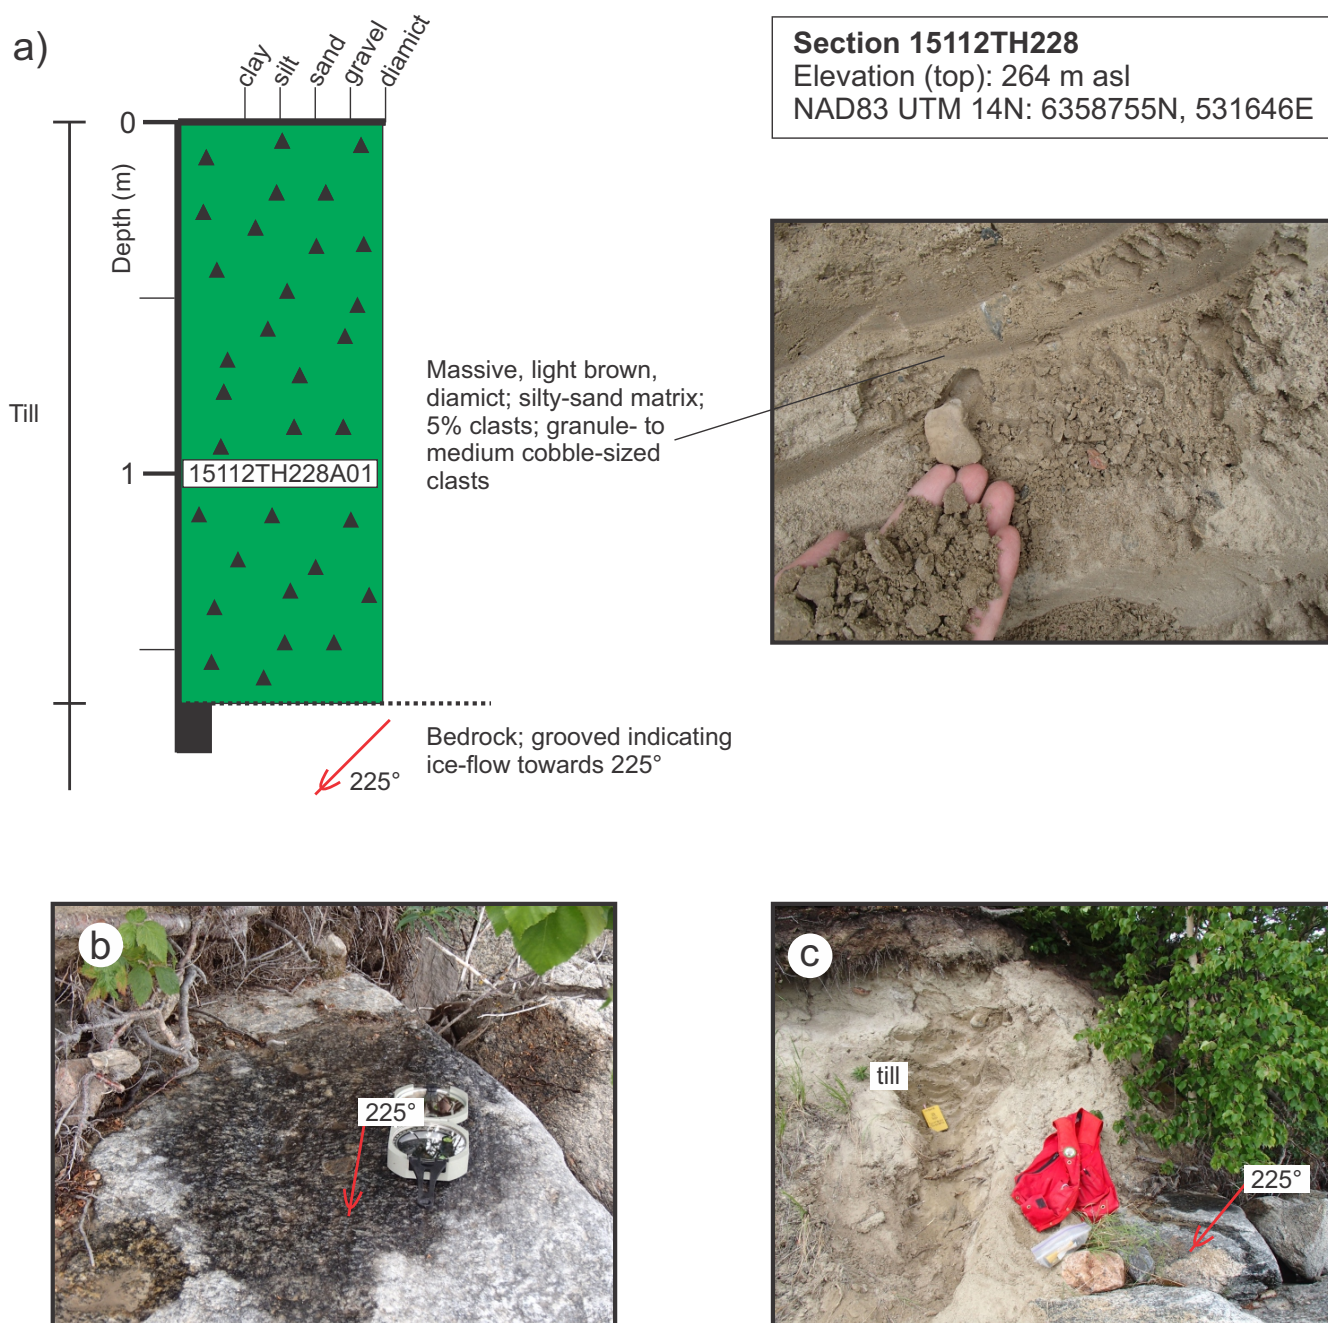 a)
clay
silt
sand
gravel
diamict
Section 15112TH228
Elevation (top): 264 m asl
NAD83 UTM 14N: 6358755N, 531646E
0
Depth (m)
Till
Massive, light brown,
diamict; silty-sand matrix;
5% clasts; granule- to
medium cobble-sized
clasts
1
15112TH228A01
Bedrock; grooved indicating
ice-flow towards 225°
225°
b
225°
c
till
225°